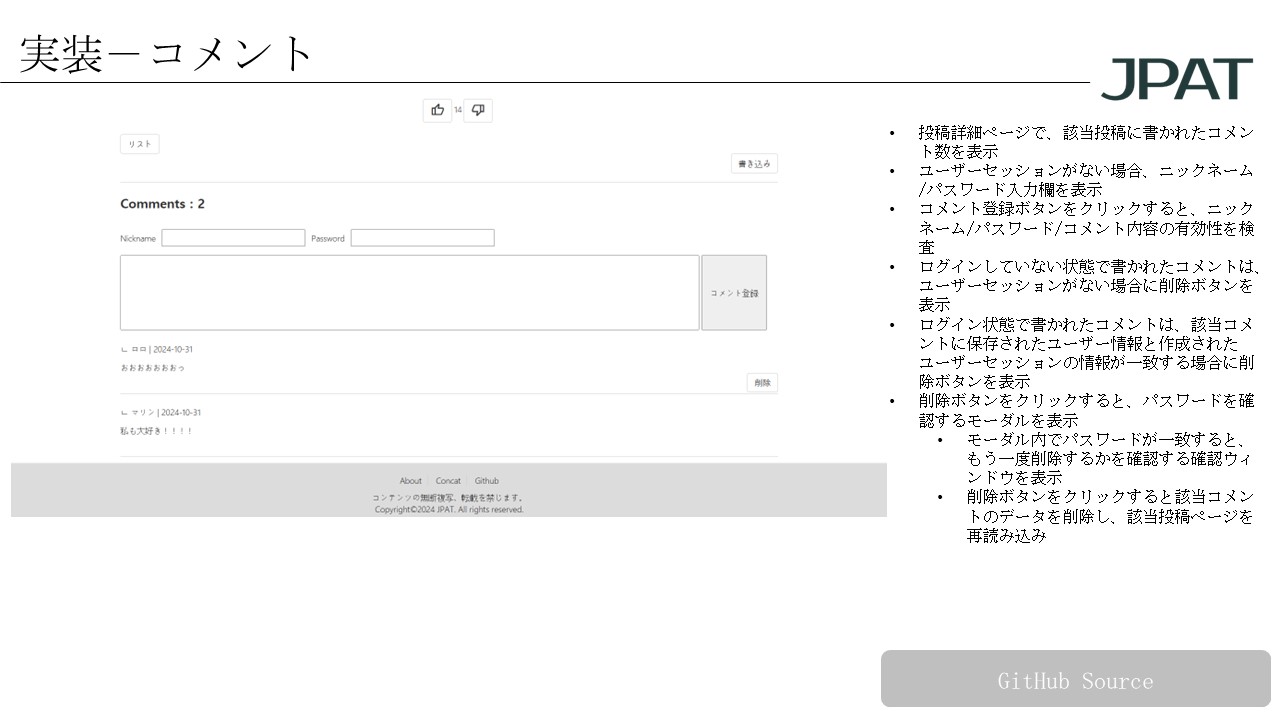 実装－コメント
JPAT
14
リスト
書き込み
Comments : 2
Nickname
Password
コメント登録
ㄴ ロロ | 2024-10-31
おおおおおおおっ
削除
ㄴ マリン | 2024-10-31
私も大好き！！！！
About Concat Github
コンテンツの無断複写、転載を禁じます。
Copyright©2024 JPAT. All rights reserved.
• 投稿詳細ページで、該当投稿に書かれたコメン
ト数を表示
• ユーザーセッションがない場合、ニックネーム
/パスワード入力欄を表示
• コメント登録ボタンをクリックすると、ニック
ネーム/パスワード/コメント内容の有効性を検
査
• ログインしていない状態で書かれたコメントは、
ユーザーセッションがない場合に削除ボタンを
表示
• ログイン状態で書かれたコメントは、該当コメ
ントに保存されたユーザー情報と作成された
ユーザーセッションの情報が一致する場合に削
除ボタンを表示
• 削除ボタンをクリックすると、パスワードを確
認するモーダルを表示
• モーダル内でパスワードが一致すると、
もう一度削除するかを確認する確認ウィ
ンドウを表示
• 削除ボタンをクリックすると該当コメン
トのデータを削除し、該当投稿ページを
再読み込み
GitHub Source